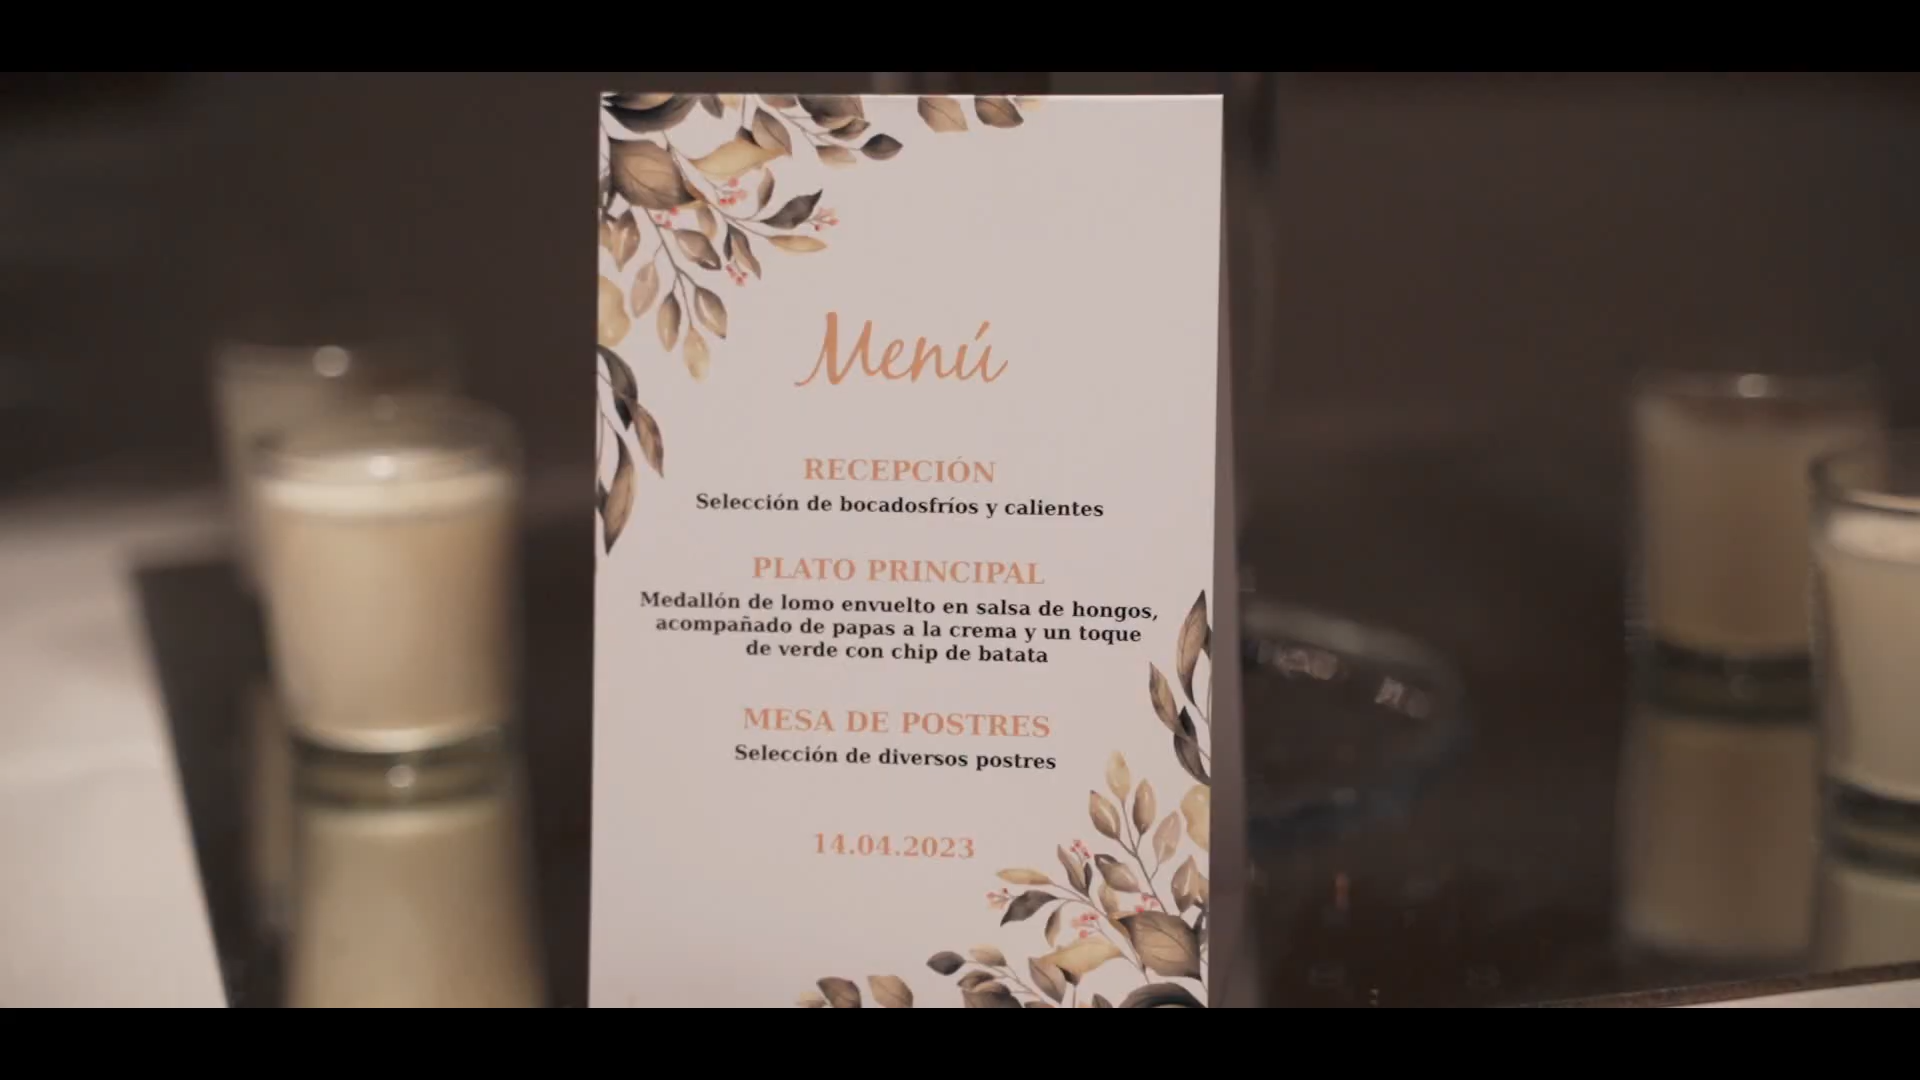 Menú
RECEPCIÓN
Selección de bocadosfríos y calientes
PLATO PRINCIPAL
Medallón de lomo envuelto en salsa de hongos,
acompañado de papas a la crema y un toque
de verde con chip de batata
MESA DE POSTRES
Selección de diversos postres
14.04.2023